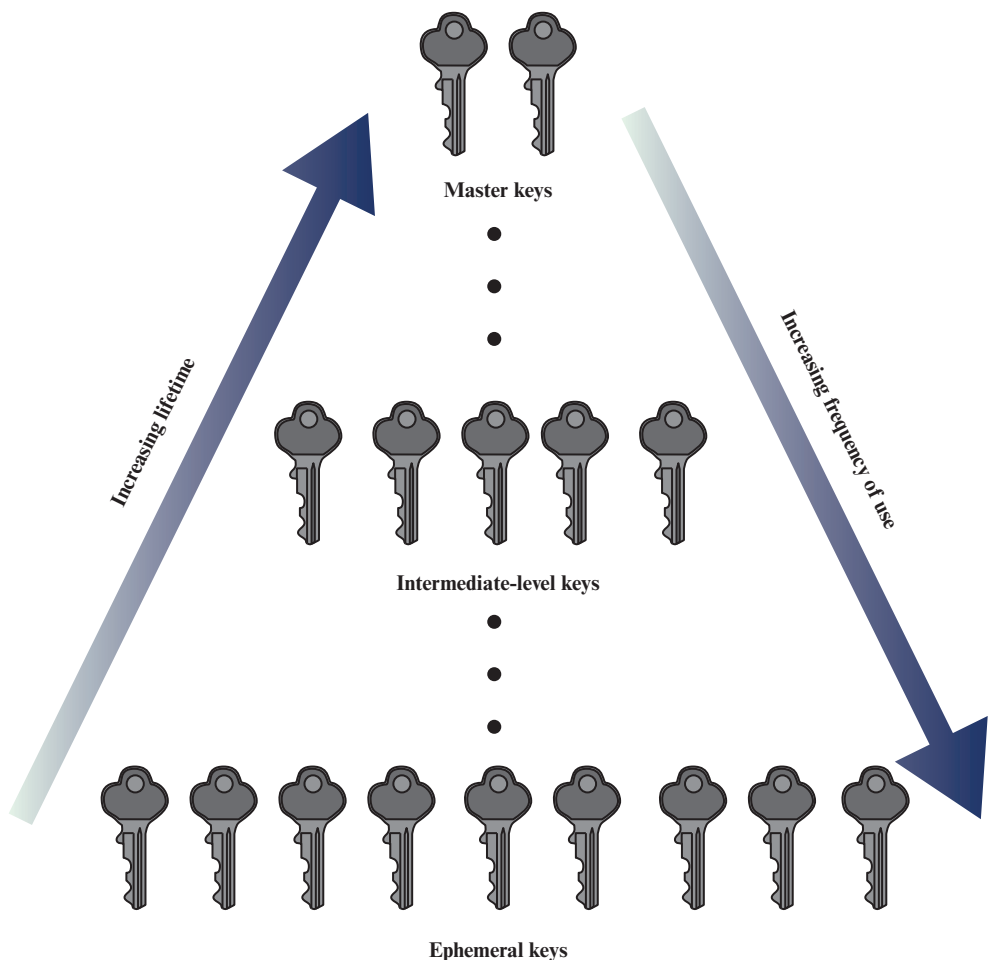 Master keys
Increasing lifetime
Increasing frequency of use
Intermediate-level keys
Ephemeral keys